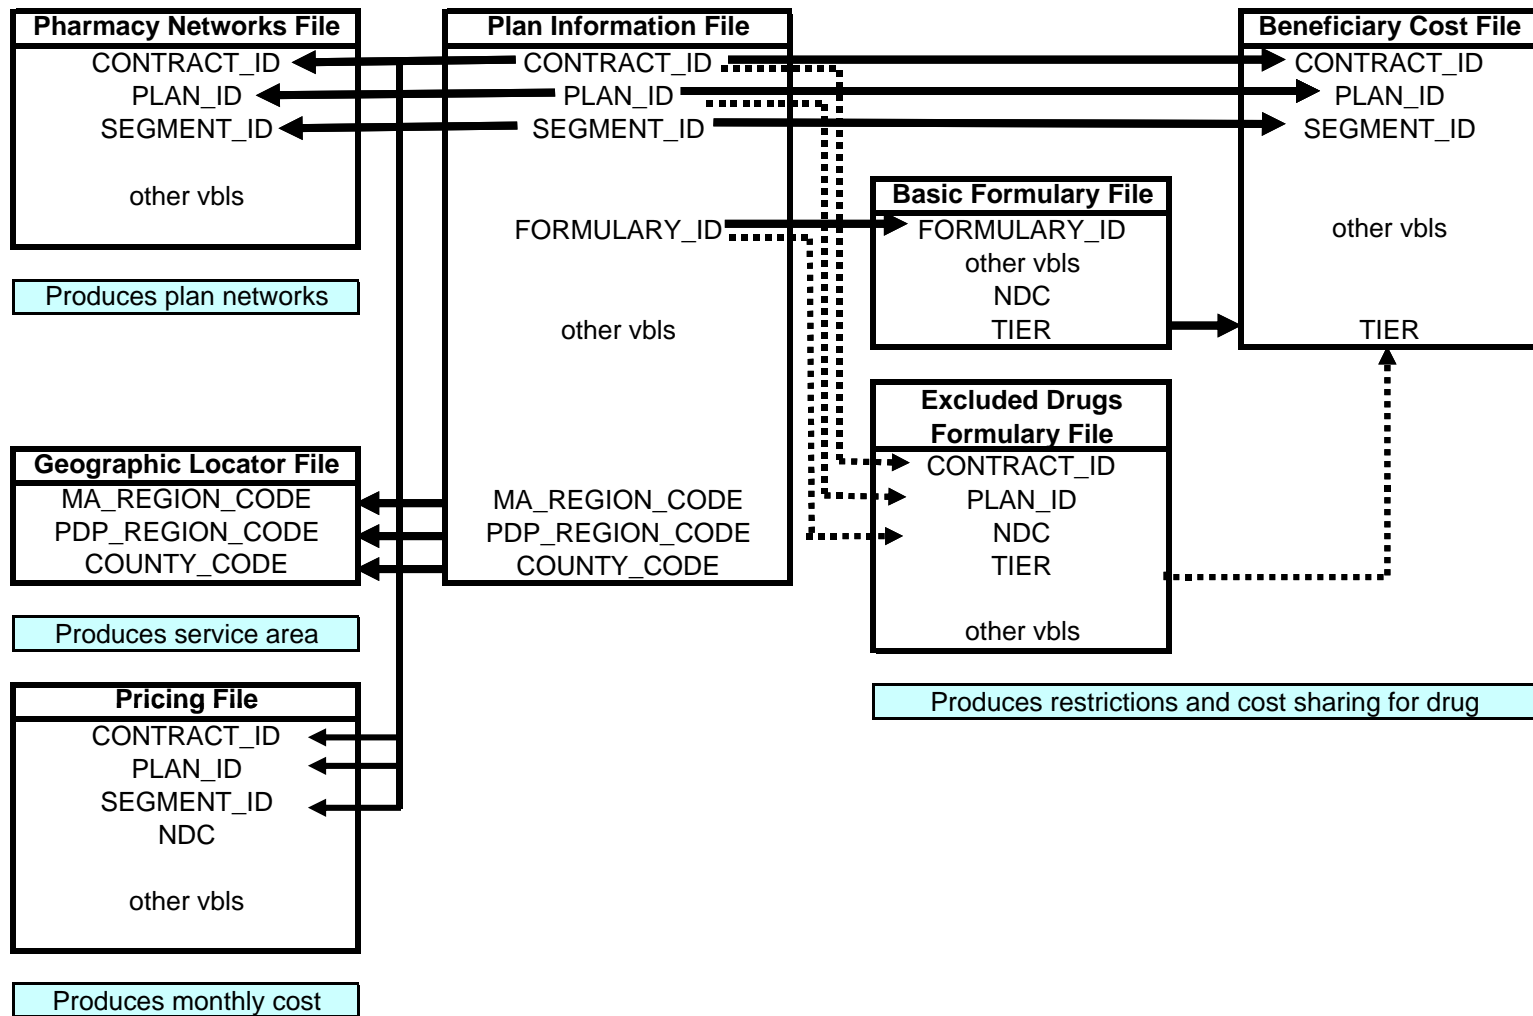 Pharmacy Networks File
CONTRACT_ID
PLAN_ID
SEGMENT_ID
other vbls
Produces plan networks
Geographic Locator File
MA_REGION_CODE
PDP_REGION_CODE
COUNTY_CODE
Produces service area
Pricing File
CONTRACT_ID
PLAN_ID
SEGMENT_ID
NDC
other vbls
Produces monthly cost
Plan Information File
CONTRACT_ID
PLAN_ID
SEGMENT_ID
FORMULARY_ID
other vbls
MA_REGION_CODE
PDP_REGION_CODE
COUNTY_CODE
Basic Formulary File
FORMULARY_ID
other vbls
NDC
TIER
Excluded Drugs
Formulary File
CONTRACT_ID
PLAN_ID
NDC
TIER
other vbls
Beneficiary Cost File
CONTRACT_ID
PLAN_ID
SEGMENT_ID
other vbls
TIER
Produces restrictions and cost sharing for drug